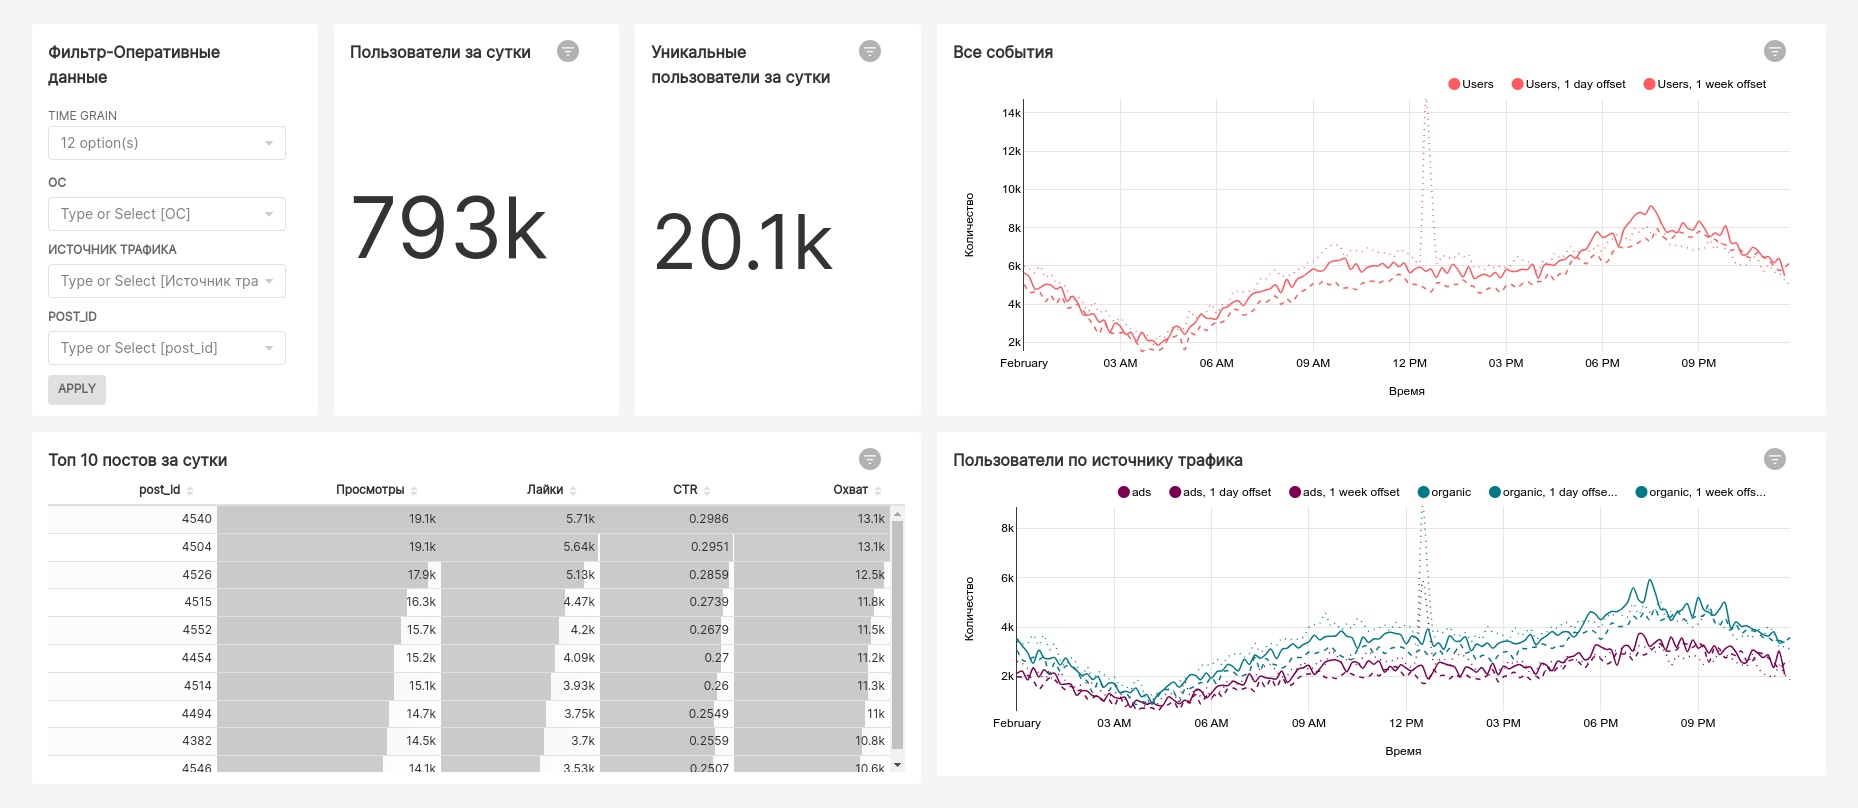 Фильтр-Оперативные
данные
TIME GRAIN
12 option(s)
ОС
Type or Select [ОС]
ИСТОЧНИК ТРАФИКА
Type or Select [Источник тра
POST_ID
Type or Select [post_id]
APPLY
Пользователи за сутки
793k
Уникальные
пользователи за сутки
20.1k
Все события
Users Users, 1 day offset Users, 1 week offset
14k
12k
10k
8k
6k
4k
2k
Количество
February 03 AM 06 AM 09 AM 12 PM 03 PM 06 PM 09 PM
Время
Топ 10 постов за сутки
post_id Просмотры Лайки CTR Охват
4540 19.1k 5.71k 0.2986 13.1k
4504 19.1k 5.64k 0.2951 13.1k
4526 17.9k 5.13k 0.2859 12.5k
4515 16.3k 4.47k 0.2739 11.8k
4552 15.7k 4.2k 0.2679 11.5k
4454 15.2k 4.09k 0.27 11.2k
4514 15.1k 3.93k 0.26 11.3k
4494 14.7k 3.75k 0.2549 11k
4382 14.5k 3.7k 0.2559 10.8k
4546 14.1k 3.53k 0.2507 10.6k
Пользователи по источнику трафика
ads ads, 1 day offset ads, 1 week offset organic organic, 1 day offse... organic, 1 week offs...
8k
6k
4k
2k
Количество
February 03 AM 06 AM 09 AM 12 PM 03 PM 06 PM 09 PM
Время